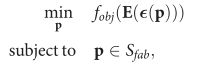 min f_obj(E(ϵ(p)))
p
subject to p ∈ S_fab,